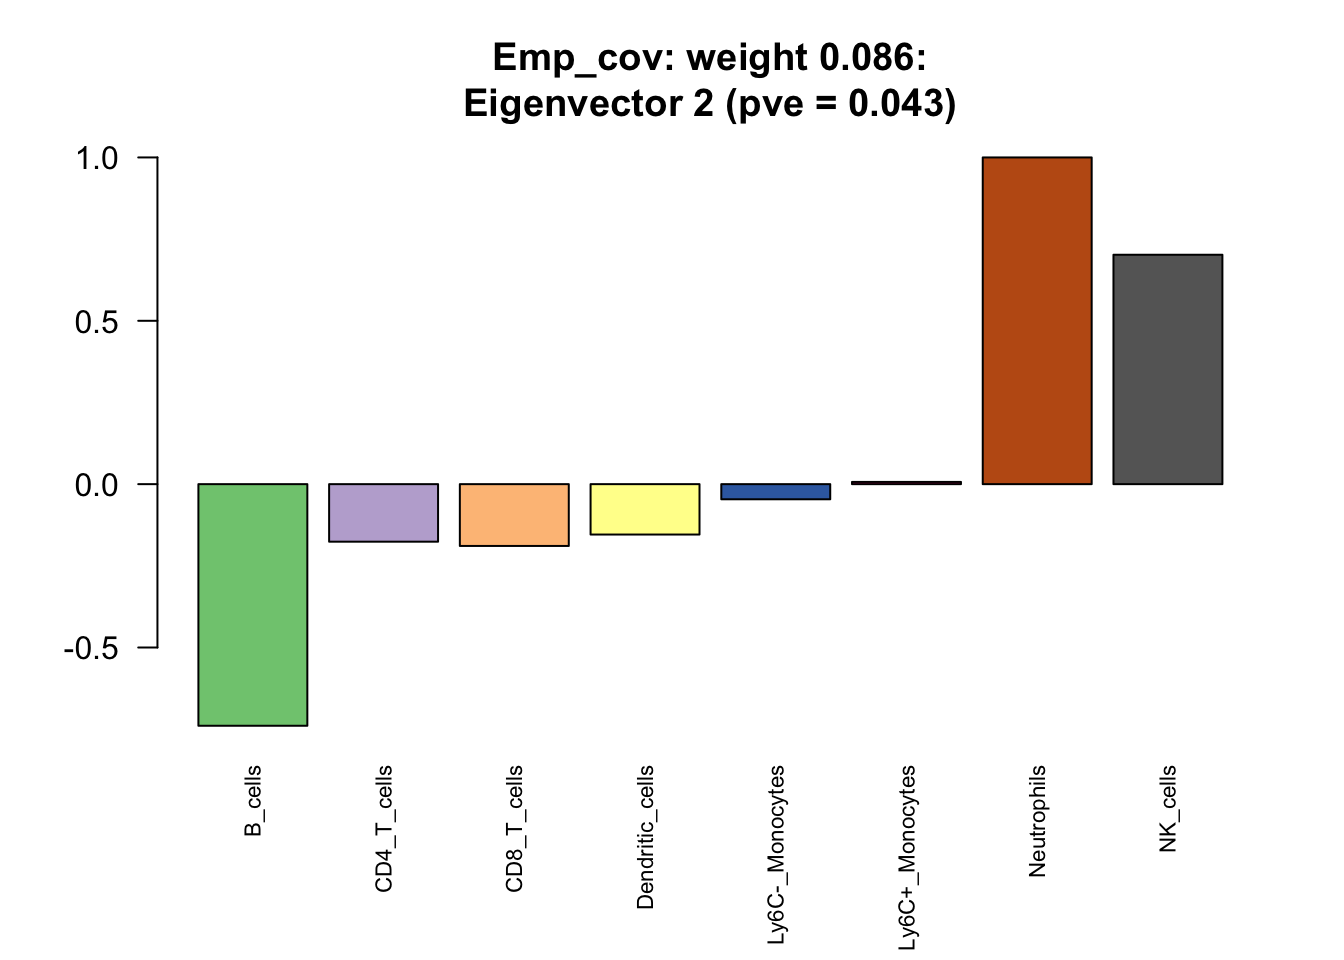 Emp_cov: weight 0.086:
Eigenvector 2 (pve = 0.043)
1.0
0.5
0.0
-0.5
B_cells
CD4_T_cells
CD8_T_cells
Dendritic_cells
Ly6C-_Monocytes
Ly6C+_Monocytes
Neutrophils
NK_cells